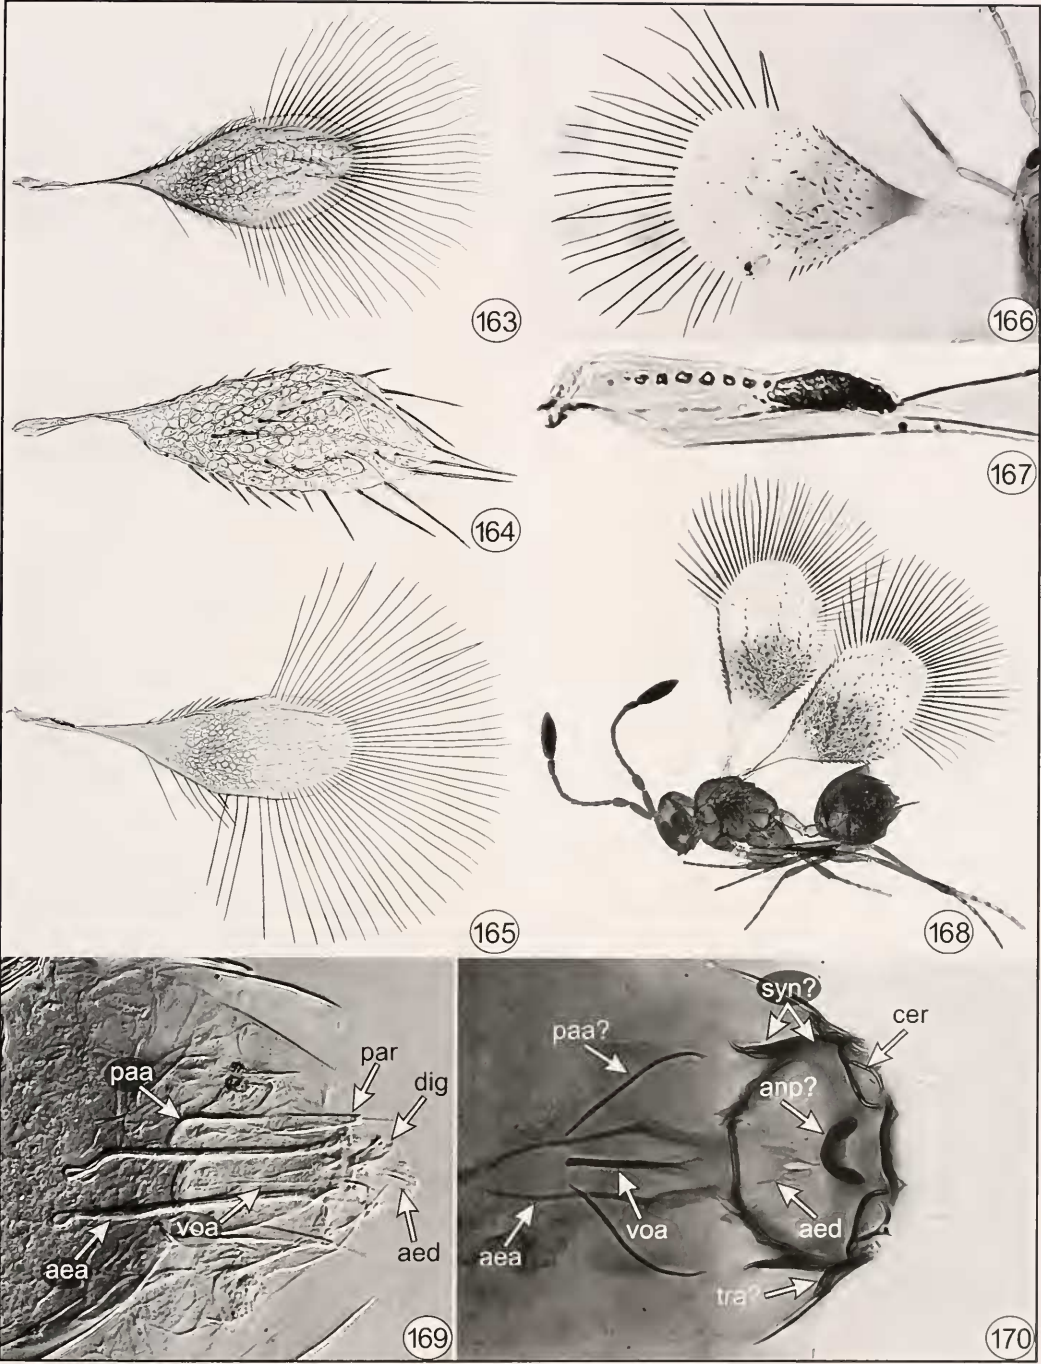 163
166
164
167
165
168
paa
par
dig
aea
voa
aed
169
syn?
cer
paa?
anp?
aea
voa
aed
tra?
170